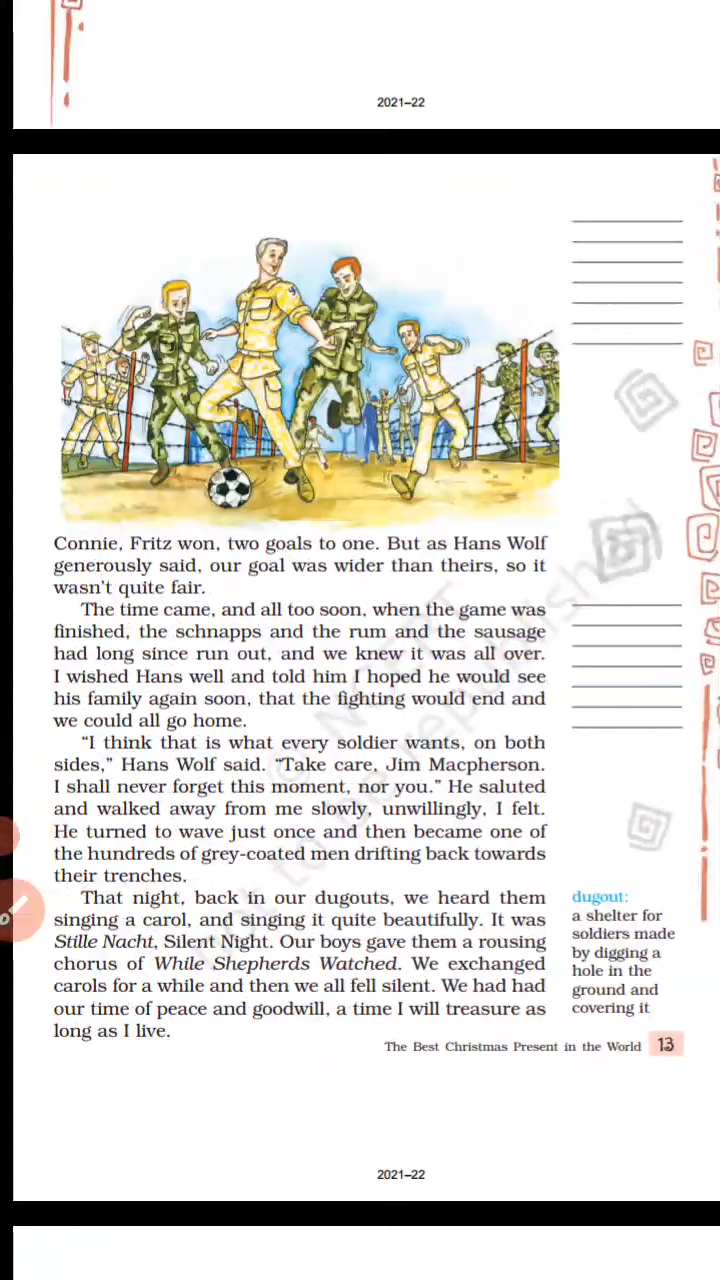 2021–22
Connie, Fritz won, two goals to one. But as Hans Wolf
generously said, our goal was wider than theirs, so it
wasn't quite fair.
The time came, and all too soon, when the game was
finished, the schnapps and the rum and the sausage
had long since run out, and we knew it was all over.
I wished Hans well and told him I hoped he would see
his family again soon, that the fighting would end and
we could all go home.
“I think that is what every soldier wants, on both
sides,” Hans Wolf said. “Take care, Jim Macpherson.
I shall never forget this moment, nor you.” He saluted
and walked away from me slowly, unwillingly, I felt.
He turned to wave just once and then became one of
the hundreds of grey-coated men drifting back towards
their trenches.
That night, back in our dugouts, we heard them
singing a carol, and singing it quite beautifully. It was
Stille Nacht, Silent Night. Our boys gave them a rousing
chorus of While Shepherds Watched. We exchanged
carols for a while and then we all fell silent. We had had
our time of peace and goodwill, a time I will treasure as
long as I live.
dugout:
a shelter for
soldiers made
by digging a
hole in the
ground and
covering it
The Best Christmas Present in the World 13
2021–22
© NCERT
not to be republished